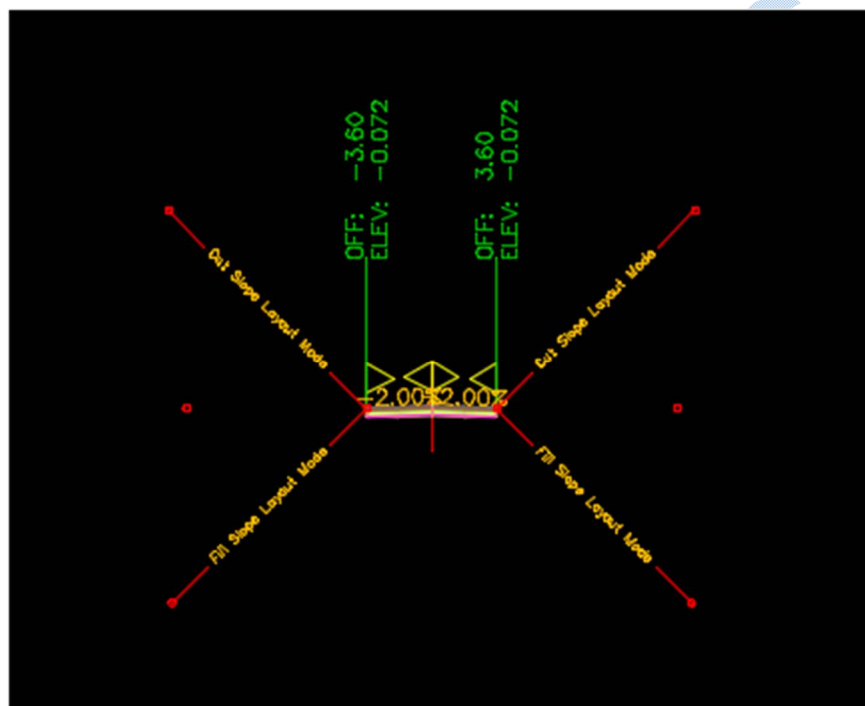 OFF: -3.60
ELEV: -0.072
OFF: 3.60
ELEV: -0.072
Cut Slope Layout Mode
Cut Slope Layout Mode
-2.00%
-2.00%
Fill Slope Layout Mode
Fill Slope Layout Mode